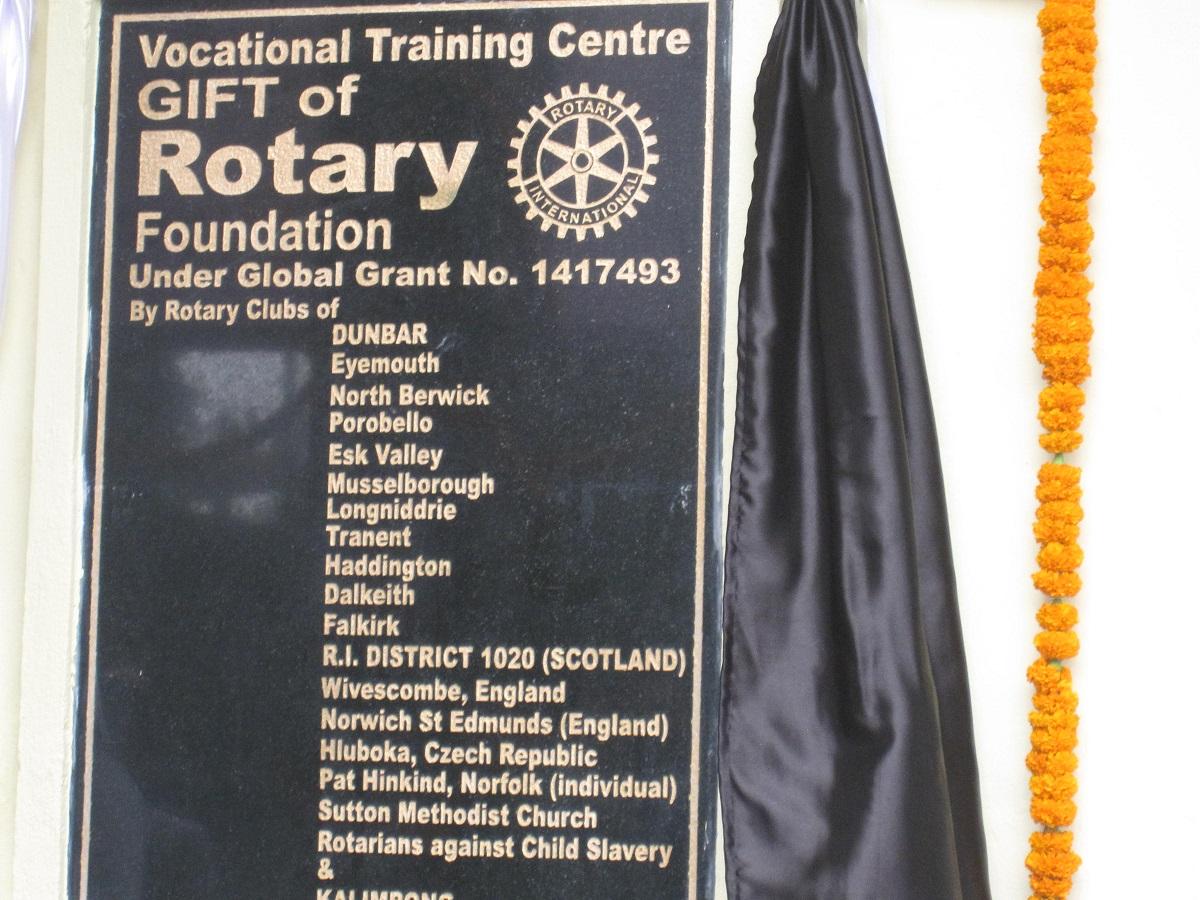 Vocational Training Centre
GIFT of
Rotary
Foundation
ROTARY
INTERNATIONAL
Under Global Grant No. 1417493
By Rotary Clubs of
DUNBAR
Eyemouth
North Berwick
Porobello
Esk Valley
Musselborough
Longniddrie
Tranent
Haddington
Dalkeith
Falkirk
R.I. DISTRICT 1020 (SCOTLAND)
Wivescombe, England
Norwich St Edmunds (England)
Hluboka, Czech Republic
Pat Hinkind, Norfolk (individual)
Sutton Methodist Church
Rotarians against Child Slavery
&
KALIMPONG